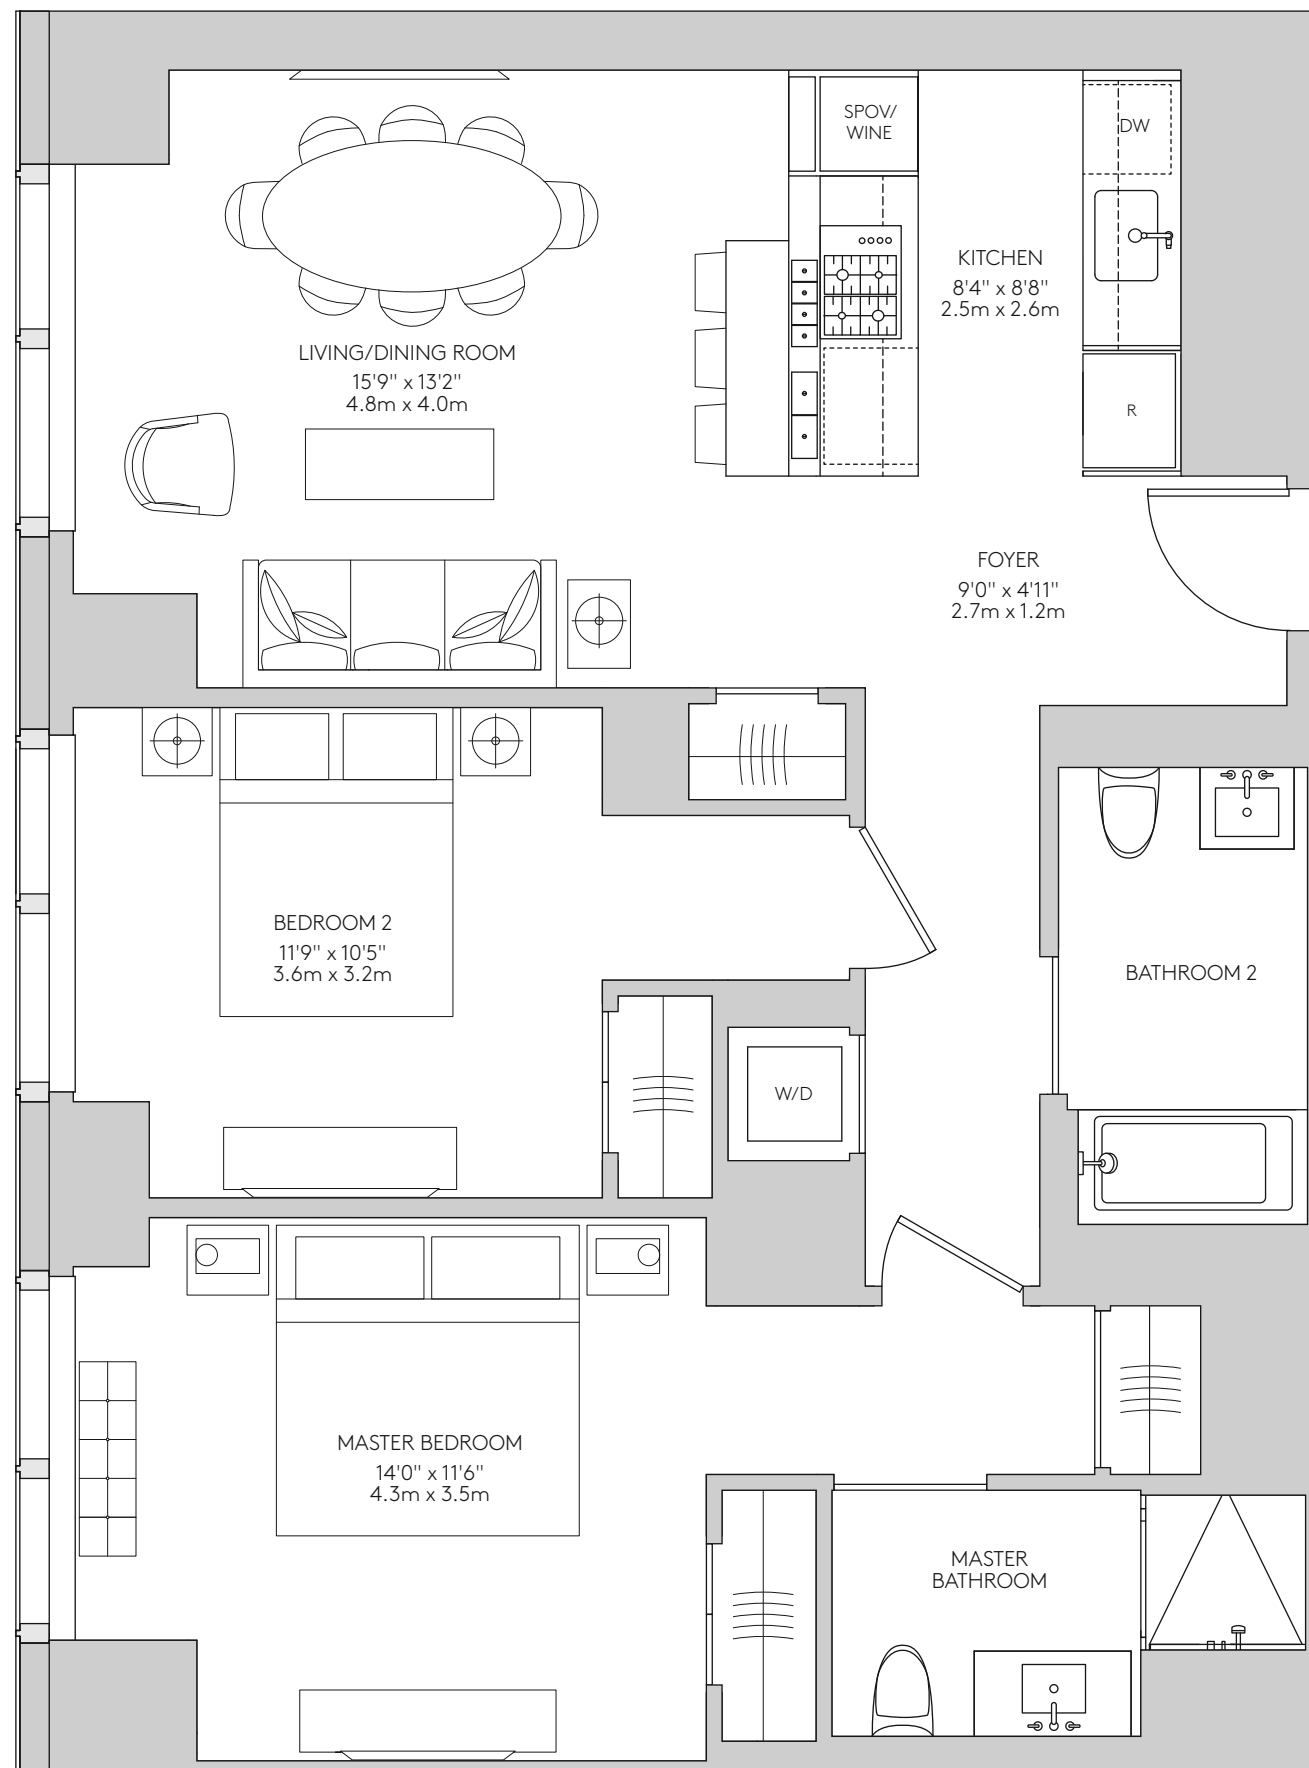 SPOV/
WINE
DW
KITCHEN
8'4" x 8'8"
2.5m x 2.6m
LIVING/DINING ROOM
15'9" x 13'2"
4.8m x 4.0m
R
FOYER
9'0" x 4'11"
2.7m x 1.2m
BEDROOM 2
11'9" x 10'5"
3.6m x 3.2m
BATHROOM 2
W/D
MASTER BEDROOM
14'0" x 11'6"
4.3m x 3.5m
MASTER
BATHROOM